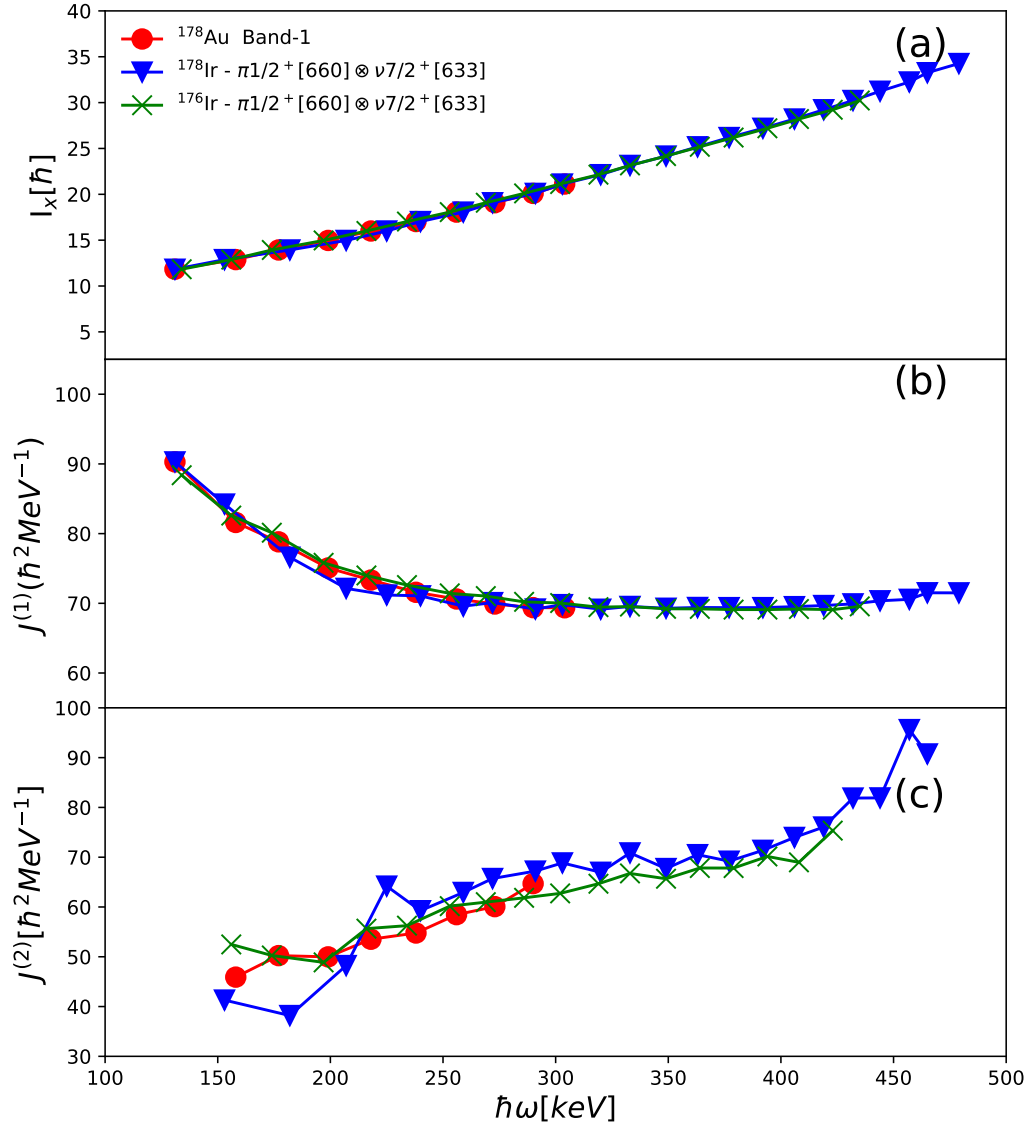 40
35
30
25
20
15
10
5
I_x[ħ]
¹⁷⁸Au Band-1
¹⁷⁸Ir - π1/2⁺[660]⊗ν7/2⁺[633]
¹⁷⁶Ir - π1/2⁺[660]⊗ν7/2⁺[633]
(a)
100
90
80
70
60
J⁽¹⁾(ħ²MeV⁻¹)
(b)
100
90
80
70
60
50
40
30
J⁽²⁾[ħ²MeV⁻¹]
(c)
100 150 200 250 300 350 400 450 500
ħω[keV]